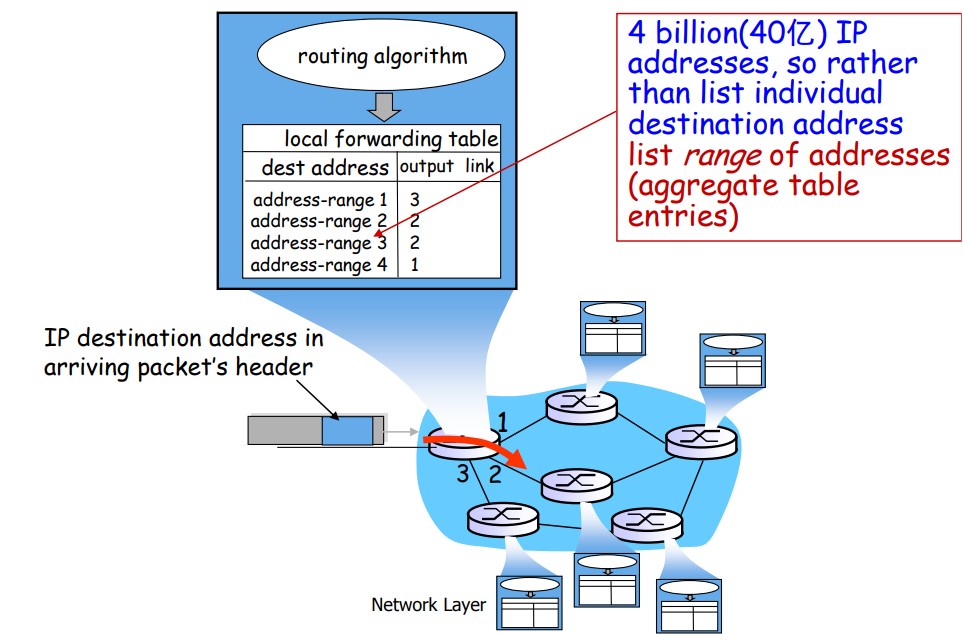 routing algorithm
local forwarding table
dest address output link
address-range 1 3
address-range 2 2
address-range 3 2
address-range 4 1
4 billion(40亿) IP
addresses, so rather
than list individual
destination address
list range of addresses
(aggregate table
entries)
IP destination address in
arriving packet's header
1
3 2
Network Layer